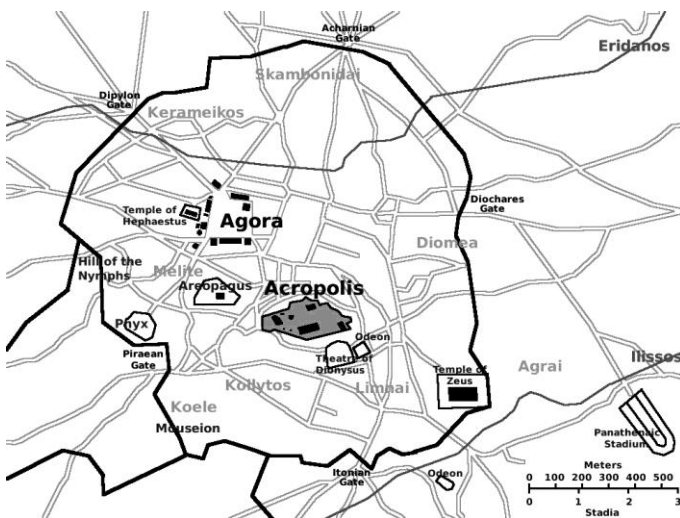 Acharnian
Gate
Eridanos
Skambonidai
Dipylon
Gate
Kerameikos
Diochares
Gate
Temple of
Hephaestus
Agora
Diomea
Hill of the
Nymphs
Melite
Areopagus
Acropolis
Pnyx
Odeon
Theatre of
Dionysus
Piraean
Gate
Temple of
Zeus
Agrai
Ilissos
Kollytos
Limnai
Koele
Mouseion
Panathenaic
Stadium
Itonian
Gate
Odeon
Meters
0 100 200 300 400 500
0 1 2 3
Stadia